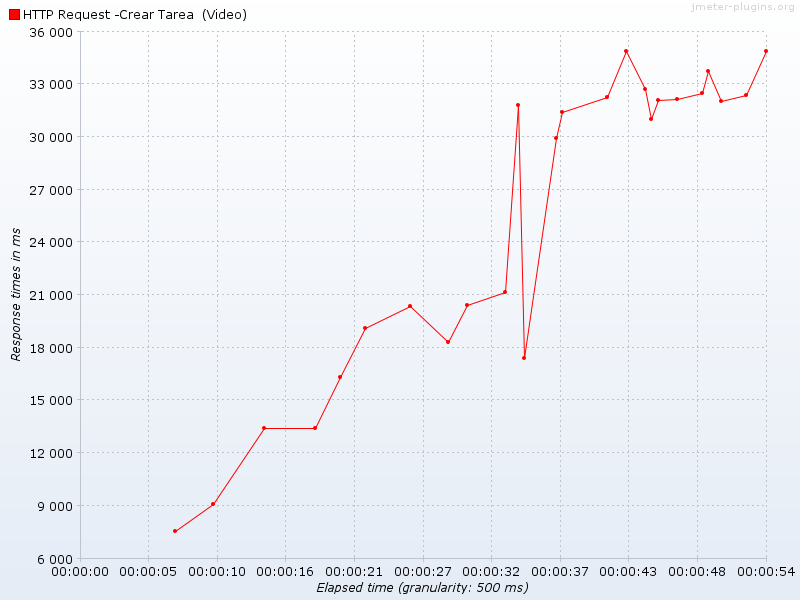 HTTP Request -Crear Tarea  (Video)
jmeter-plugins.org
36 000
33 000
30 000
27 000
24 000
21 000
18 000
15 000
12 000
9 000
6 000
Response times in ms
00:00:00 00:00:05 00:00:10 00:00:16 00:00:21 00:00:27 00:00:32 00:00:37 00:00:43 00:00:48 00:00:54
Elapsed time (granularity: 500 ms)